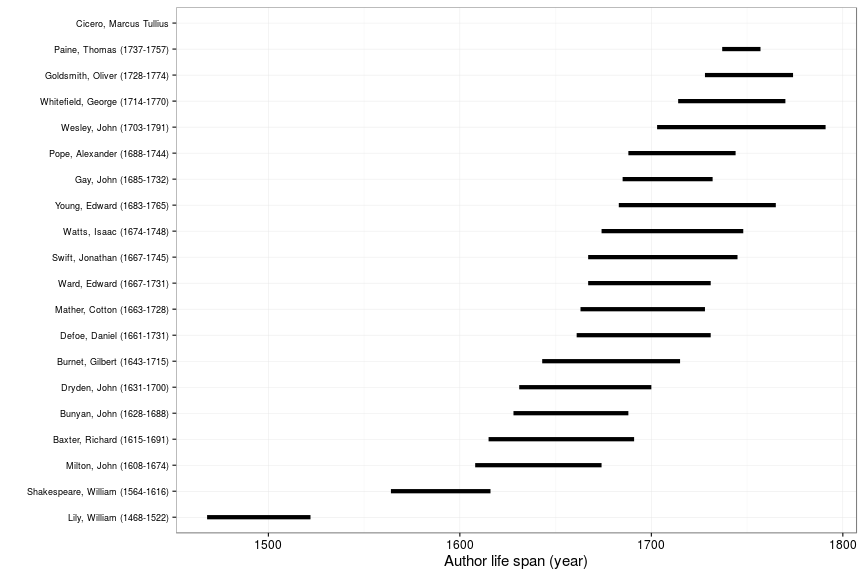 Cicero, Marcus Tullius
Paine, Thomas (1737-1757)
Goldsmith, Oliver (1728-1774)
Whitefield, George (1714-1770)
Wesley, John (1703-1791)
Pope, Alexander (1688-1744)
Gay, John (1685-1732)
Young, Edward (1683-1765)
Watts, Isaac (1674-1748)
Swift, Jonathan (1667-1745)
Ward, Edward (1667-1731)
Mather, Cotton (1663-1728)
Defoe, Daniel (1661-1731)
Burnet, Gilbert (1643-1715)
Dryden, John (1631-1700)
Bunyan, John (1628-1688)
Baxter, Richard (1615-1691)
Milton, John (1608-1674)
Shakespeare, William (1564-1616)
Lily, William (1468-1522)
1500 1600 1700 1800
Author life span (year)